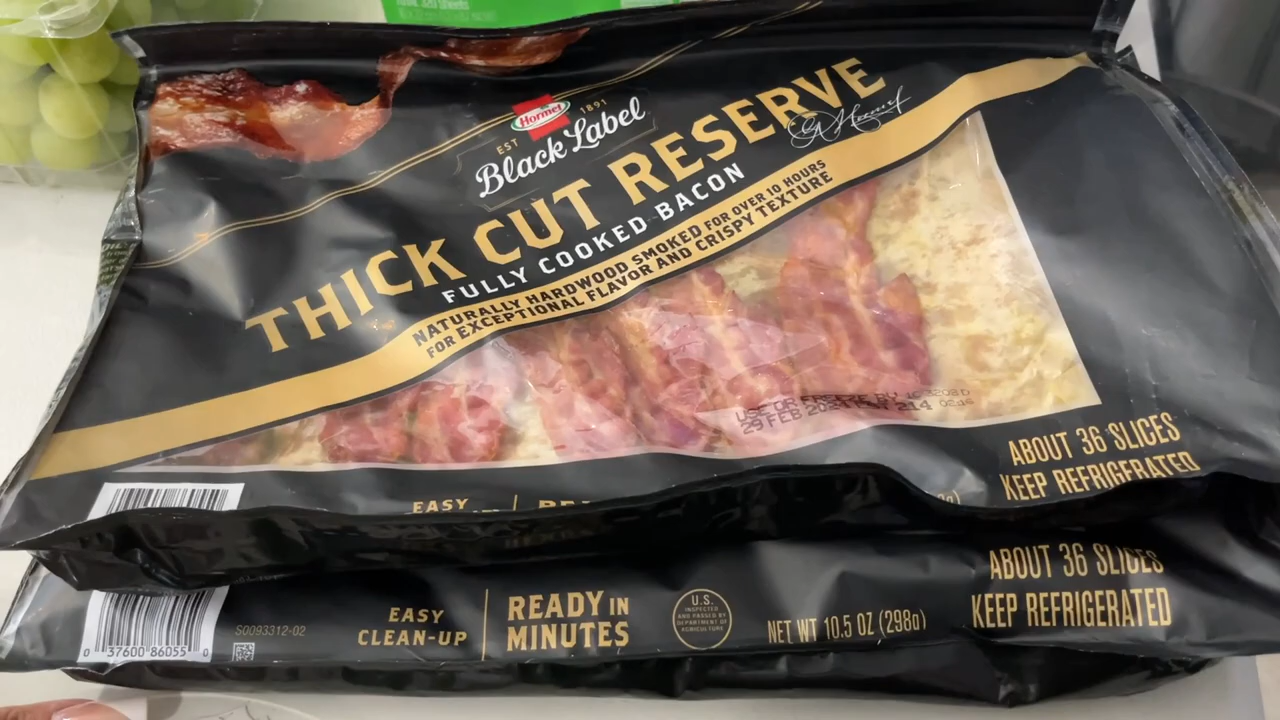 Hormel
EST 1891
Black Label
THICK CUT RESERVE
FULLY COOKED BACON
NATURALLY HARDWOOD SMOKED FOR OVER 10 HOURS
FOR EXCEPTIONAL FLAVOR AND CRISPY TEXTURE
USE OR FREEZE BY
29 FEB 214
ABOUT 36 SLICES
KEEP REFRIGERATED
EASY
ABOUT 36 SLICES
KEEP REFRIGERATED
EASY
CLEAN-UP
READY IN
MINUTES
U.S.
INSPECTED
AND PASSED BY
DEPARTMENT OF
AGRICULTURE
NET WT 10.5 OZ (298g)
S0093312-02
0 37600 86055 0